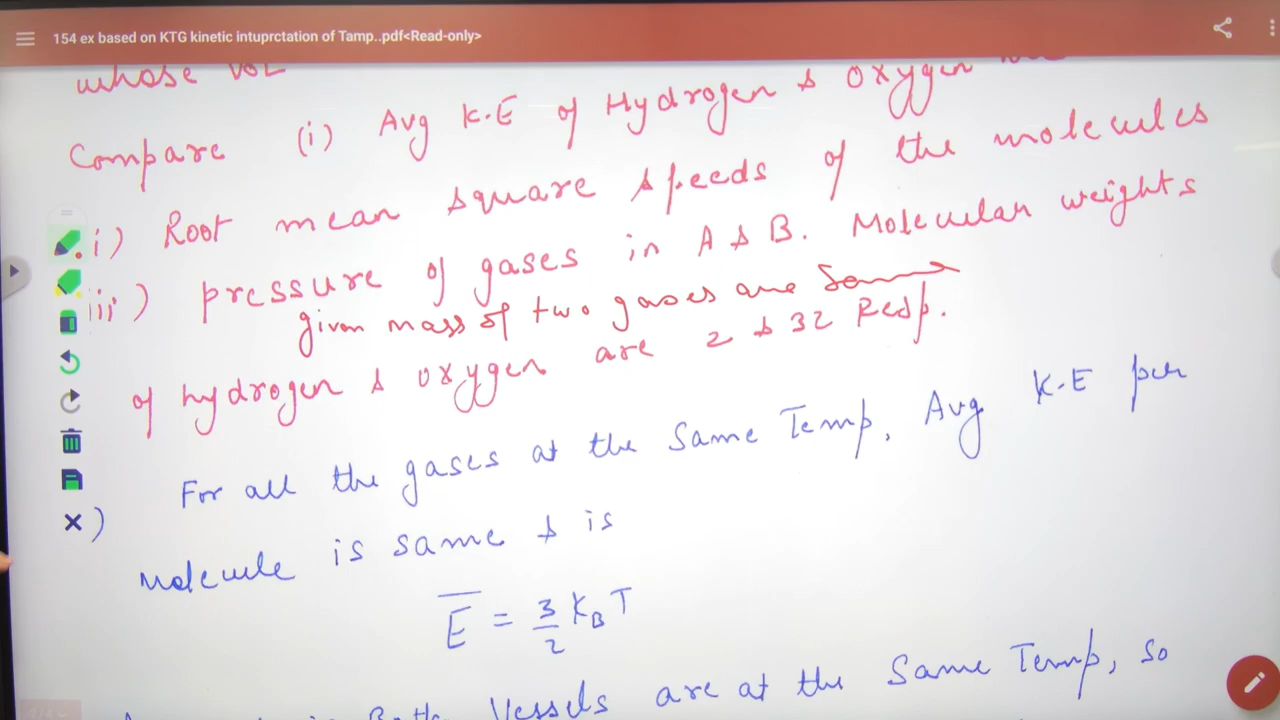 154 ex based on KTG kinetic intuprctation of Tamp..pdf<Read-only>
whose vol
Compare (i) Avg K.E of Hydrogen & oxygen
i) Root mean square speeds of the molecules
iii) pressure of gases in A & B. Molecular weights
given mass of two gases are same
of hydrogen & oxygen are 2 & 32 Resp.
For all the gases at the same Temp, Avg K.E per
)
Molecule is same & is
E = 3/2 KB T
Vessels are at the same Temp, so